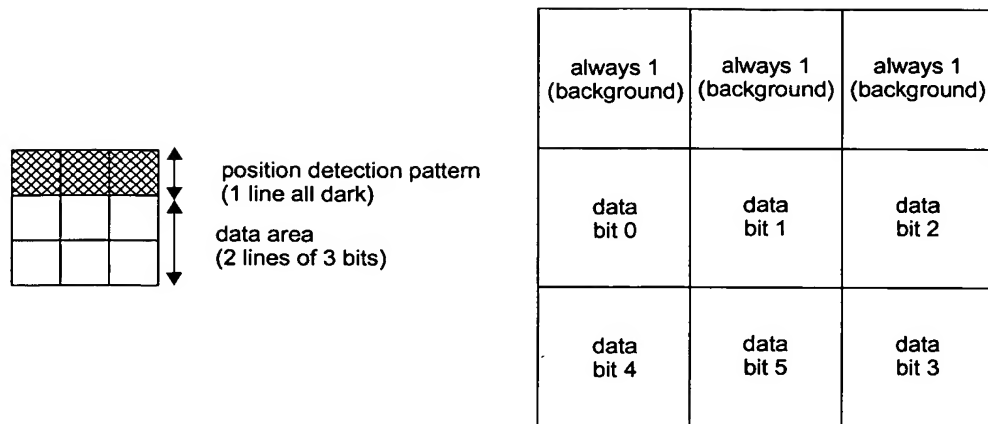 position detection pattern
(1 line all dark)
data area
(2 lines of 3 bits)
always 1
(background)
always 1
(background)
always 1
(background)
data
bit 0
data
bit 1
data
bit 2
data
bit 4
data
bit 5
data
bit 3